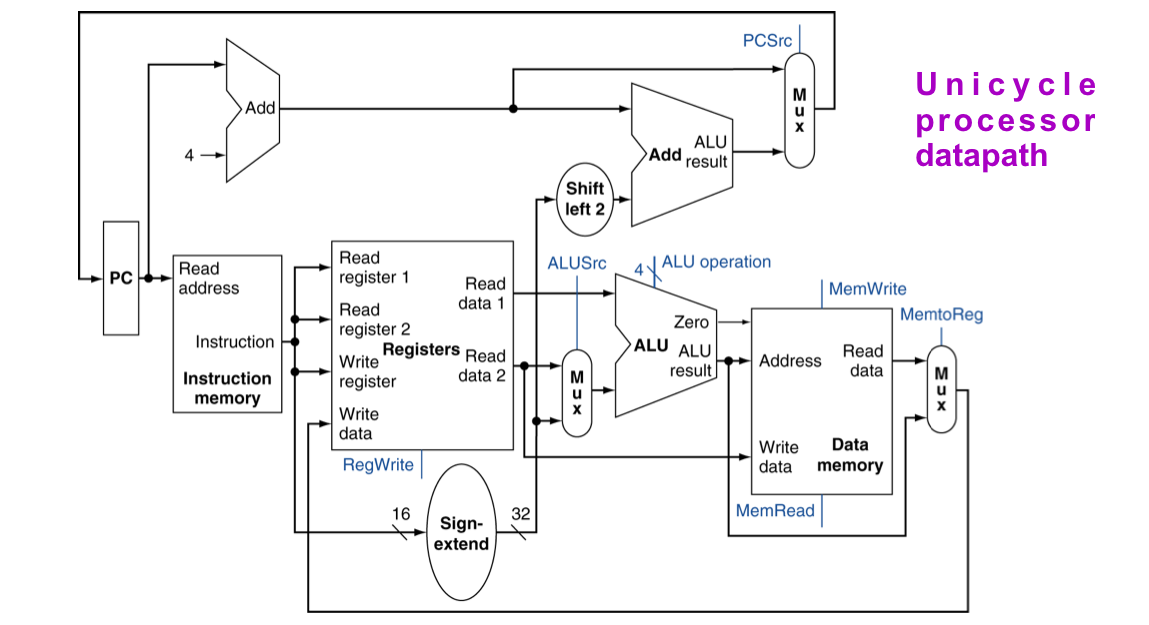 PCSrc
Unicycle
processor
datapath
M
u
x
Add
4
ALU
Add result
Shift
left 2
PC
Read
address
Instruction
Instruction
memory
Read
register 1
Read
data 1
Read
register 2
Registers
Read
data 2
Write
register
Write
data
RegWrite
ALUSrc
M
u
x
4
ALU operation
Zero
ALU
ALU
result
MemWrite
MemtoReg
Address
Read
data
M
u
x
Write
data
Data
memory
MemRead
16
Sign-
extend
32